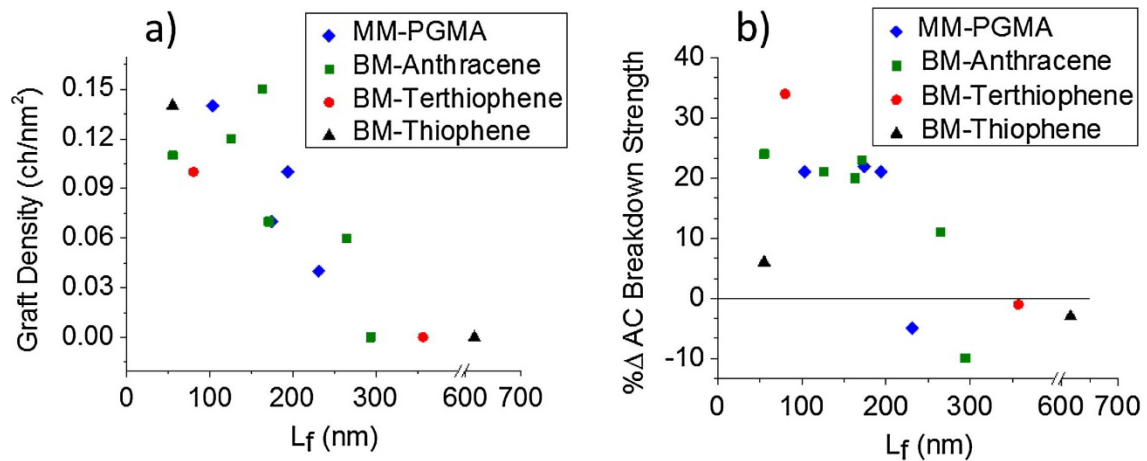 a)
MM-PGMA
BM-Anthracene
BM-Terthiophene
BM-Thiophene
Graft Density (ch/nm²)
0.15
0.12
0.09
0.06
0.03
0.00
0 100 200 300 600 700
L_f (nm)
b)
MM-PGMA
BM-Anthracene
BM-Terthiophene
BM-Thiophene
%Δ AC Breakdown Strength
40
30
20
10
0
-10
0 100 200 300 600 700
L_f (nm)